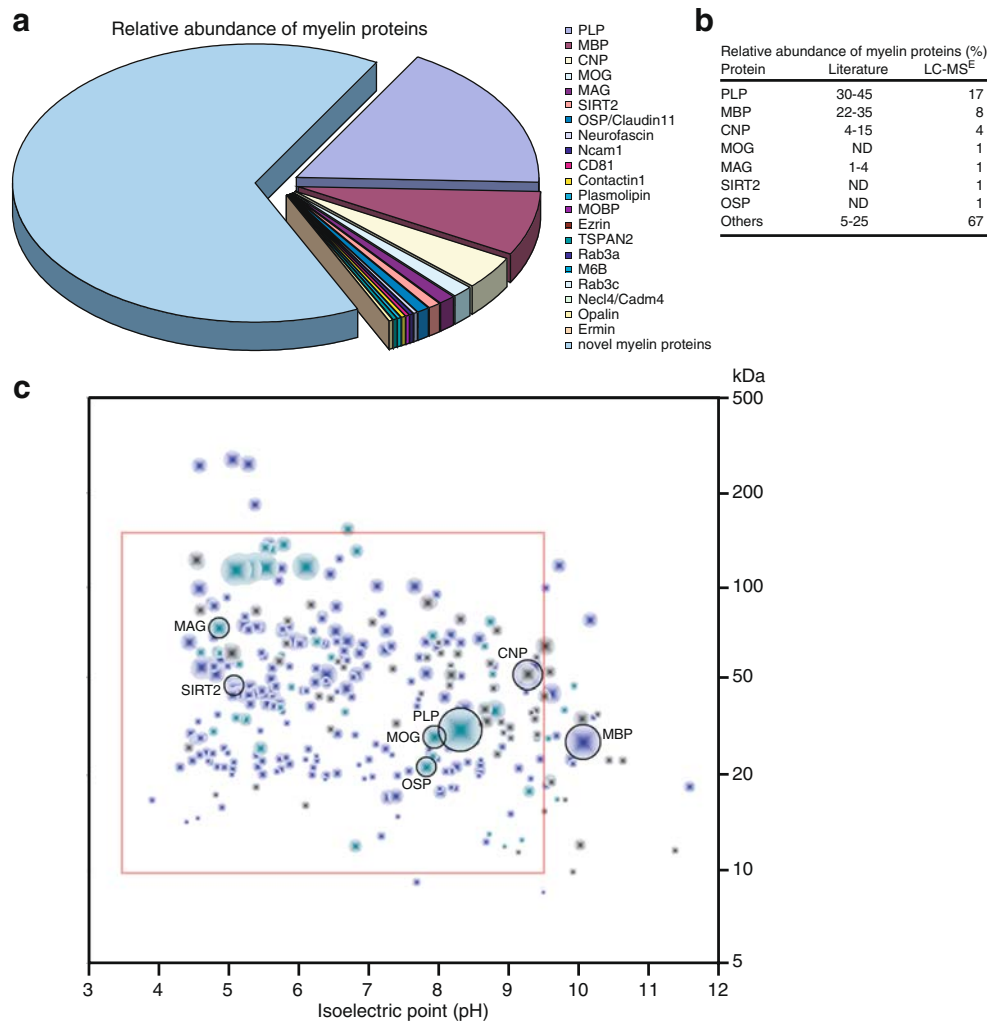 a
Relative abundance of myelin proteins
PLP
MBP
CNP
MOG
MAG
SIRT2
OSP/Claudin11
Neurofascin
Ncam1
CD81
Contactin1
Plasmolipin
MOBP
Ezrin
TSPAN2
Rab3a
M6B
Rab3c
Necl4/Cadm4
Opalin
Ermin
novel myelin proteins
b
Relative abundance of myelin proteins (%)
Protein Literature LC-MS^E
PLP 30-45 17
MBP 22-35 8
CNP 4-15 4
MOG ND 1
MAG 1-4 1
SIRT2 ND 1
OSP ND 1
Others 5-25 67
c
kDa
500
200
100
50
20
10
5
MAG
SIRT2
CNP
PLP
MOG
MBP
OSP
3 4 5 6 7 8 9 10 11 12
Isoelectric point (pH)